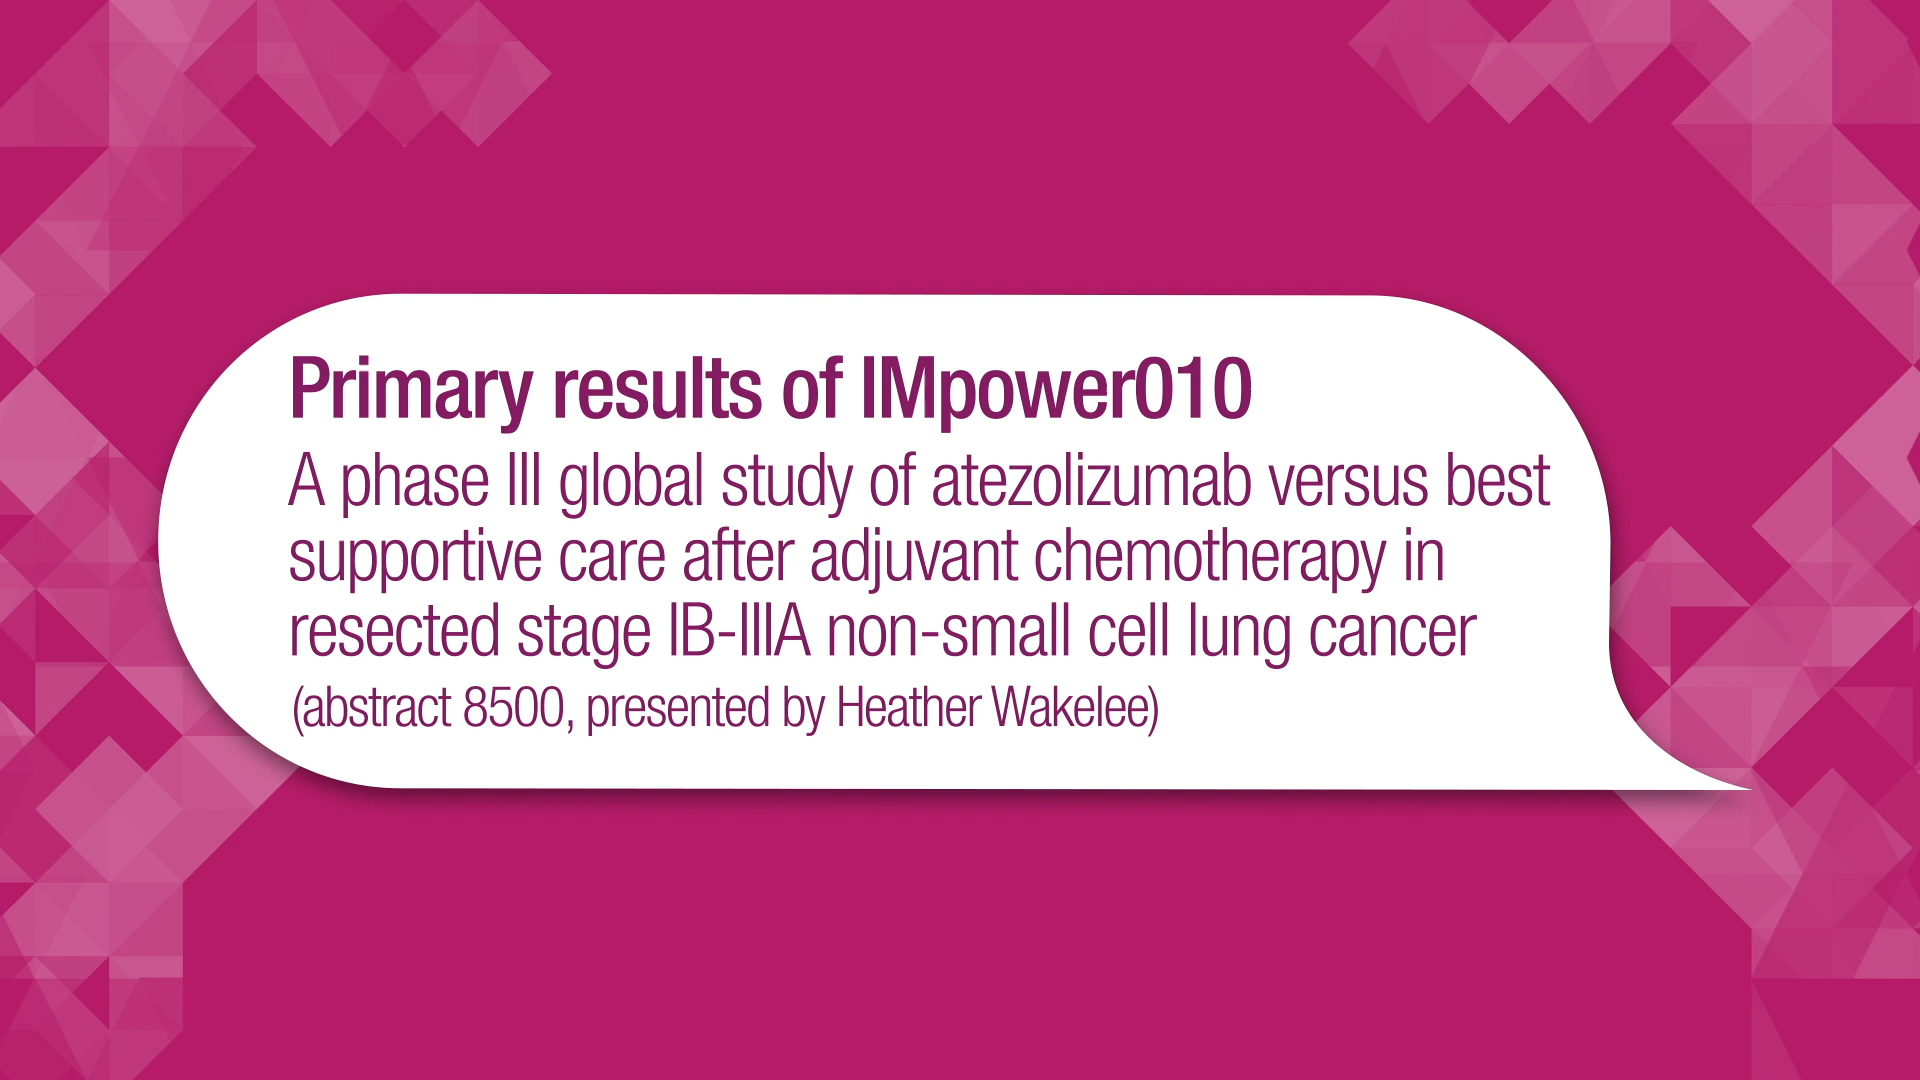 Primary results of IMpower010
A phase III global study of atezolizumab versus best
supportive care after adjuvant chemotherapy in
resected stage IB-IIIA non-small cell lung cancer
(abstract 8500, presented by Heather Wakelee)